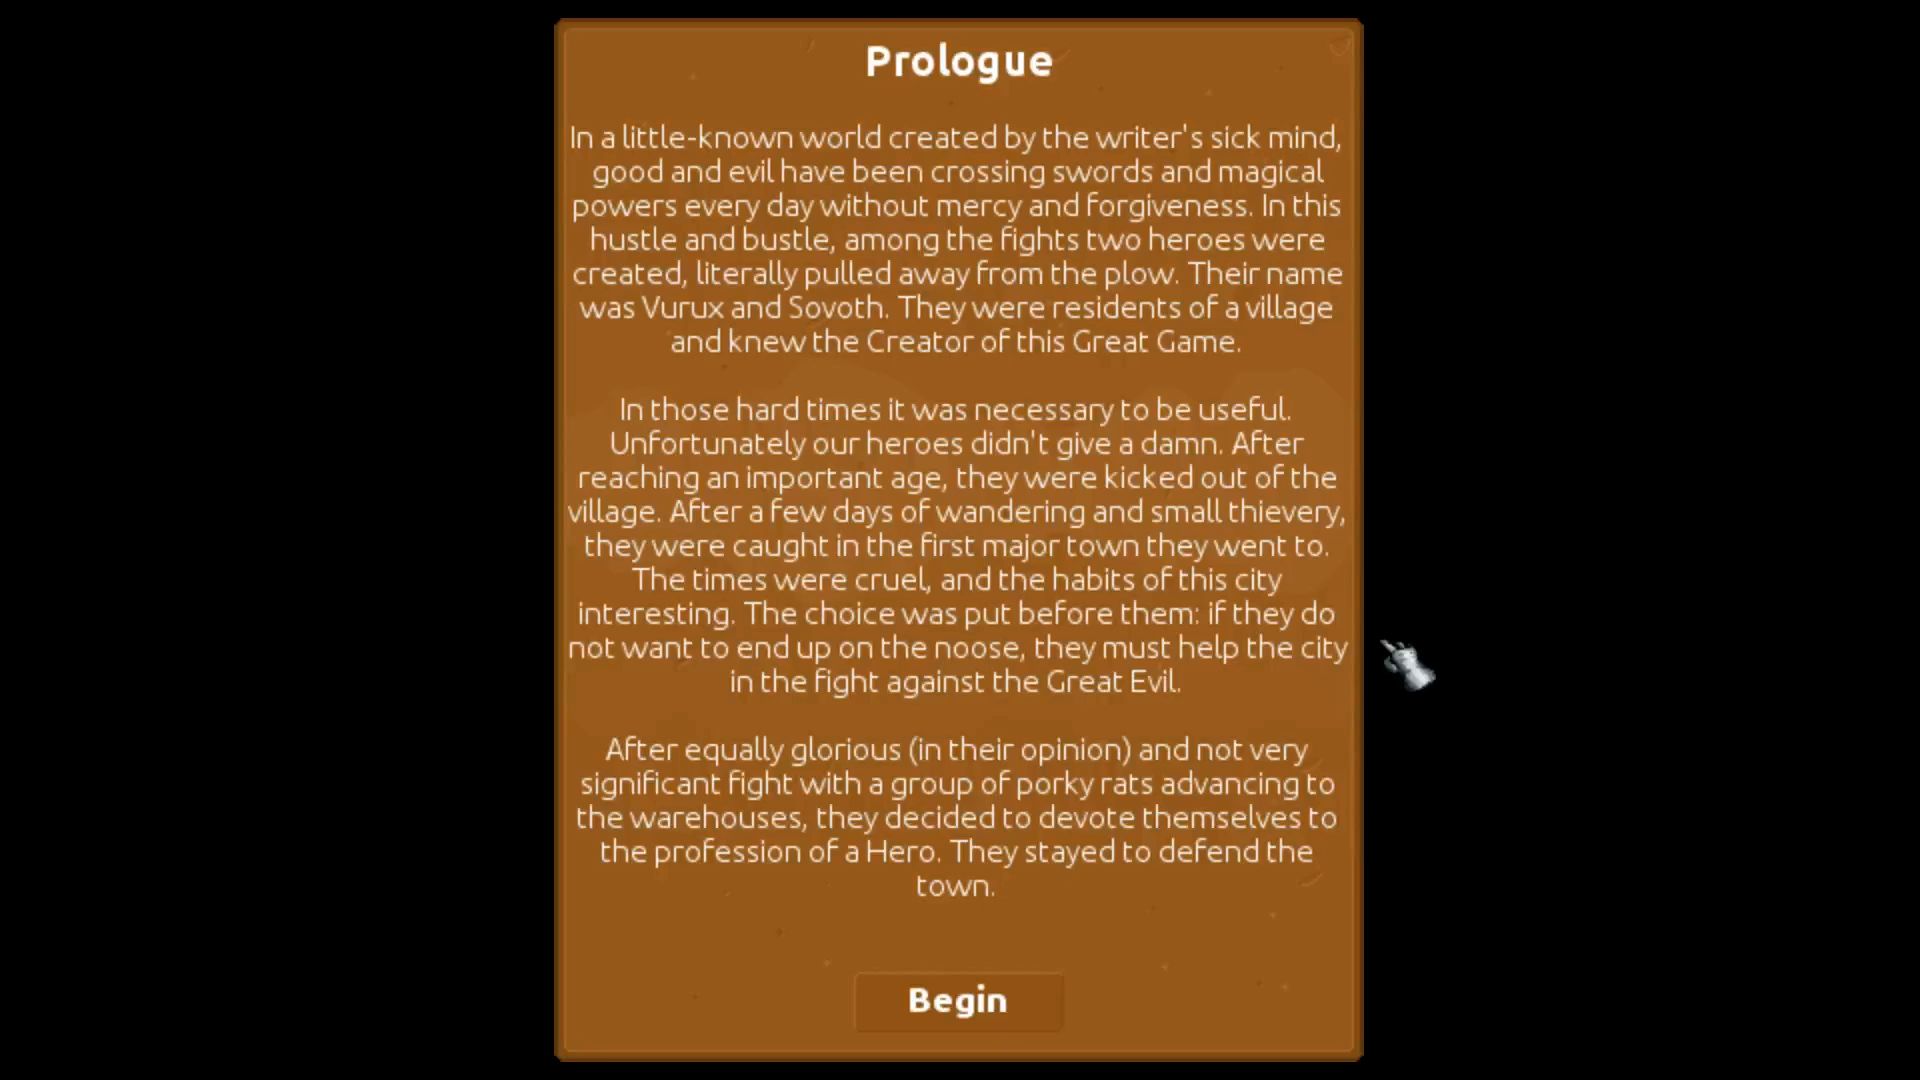 Prologue
In a little-known world created by the writer's sick mind,
good and evil have been crossing swords and magical
powers every day without mercy and forgiveness. In this
hustle and bustle, among the fights two heroes were
created, literally pulled away from the plow. Their name
was Vurux and Sovoth. They were residents of a village
and knew the Creator of this Great Game.
In those hard times it was necessary to be useful.
Unfortunately our heroes didn't give a damn. After
reaching an important age, they were kicked out of the
village. After a few days of wandering and small thievery,
they were caught in the first major town they went to.
The times were cruel, and the habits of this city
interesting. The choice was put before them: if they do
not want to end up on the noose, they must help the city
in the fight against the Great Evil.
After equally glorious (in their opinion) and not very
significant fight with a group of porky rats advancing to
the warehouses, they decided to devote themselves to
the profession of a Hero. They stayed to defend the
town.
Begin